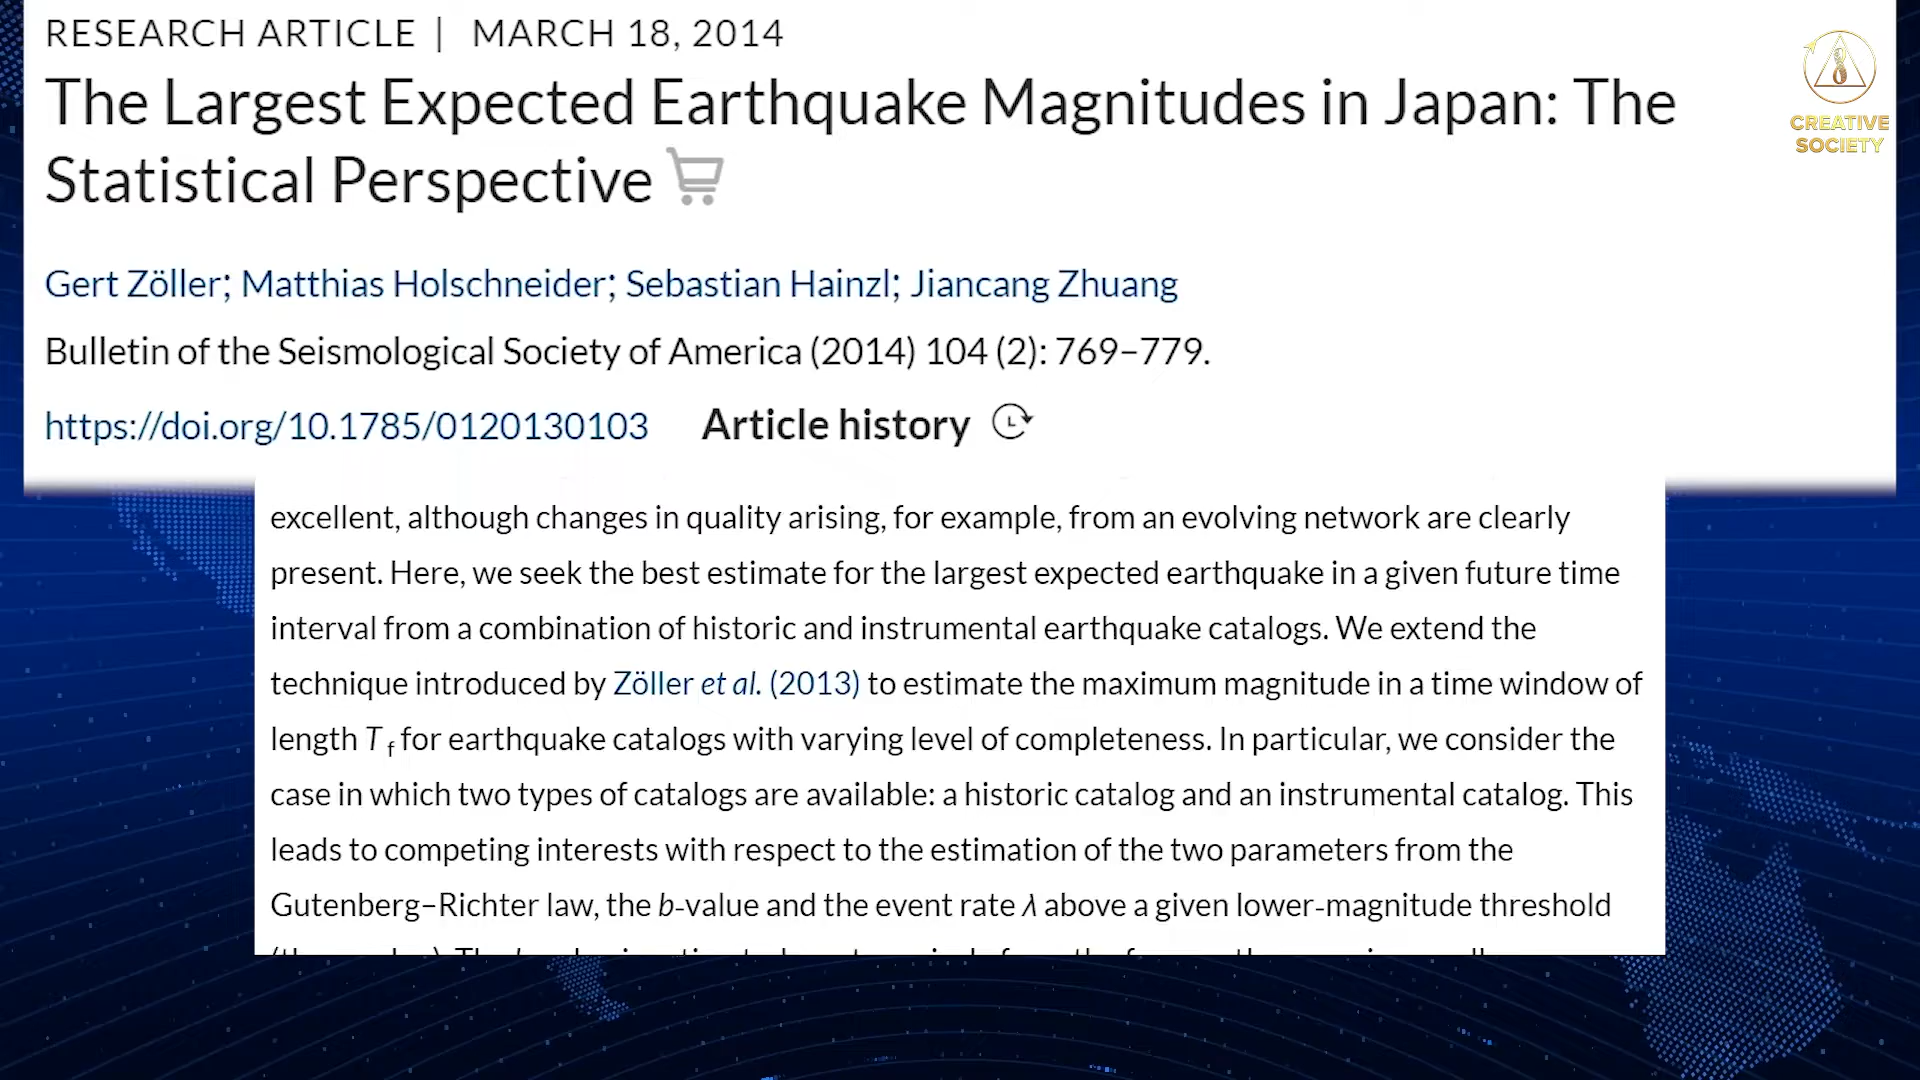 RESEARCH ARTICLE | MARCH 18, 2014
The Largest Expected Earthquake Magnitudes in Japan: The
Statistical Perspective
CREATIVE
SOCIETY
Gert Zöller; Matthias Holschneider; Sebastian Hainzl; Jiancang Zhuang
Bulletin of the Seismological Society of America (2014) 104 (2): 769–779.
https://doi.org/10.1785/0120130103 Article history
excellent, although changes in quality arising, for example, from an evolving network are clearly
present. Here, we seek the best estimate for the largest expected earthquake in a given future time
interval from a combination of historic and instrumental earthquake catalogs. We extend the
technique introduced by Zöller et al. (2013) to estimate the maximum magnitude in a time window of
length T f for earthquake catalogs with varying level of completeness. In particular, we consider the
case in which two types of catalogs are available: a historic catalog and an instrumental catalog. This
leads to competing interests with respect to the estimation of the two parameters from the
Gutenberg–Richter law, the b-value and the event rate λ above a given lower-magnitude threshold